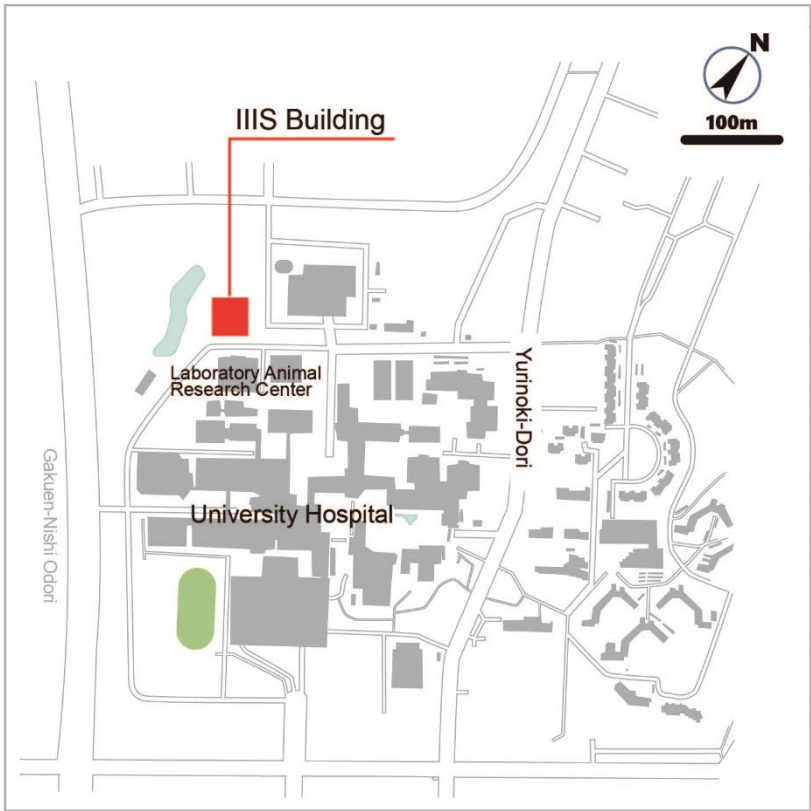 N
100m
IIIS Building
Laboratory Animal
Research Center
Yurinoki-Dori
Gakuen-Nishi Odori
University Hospital